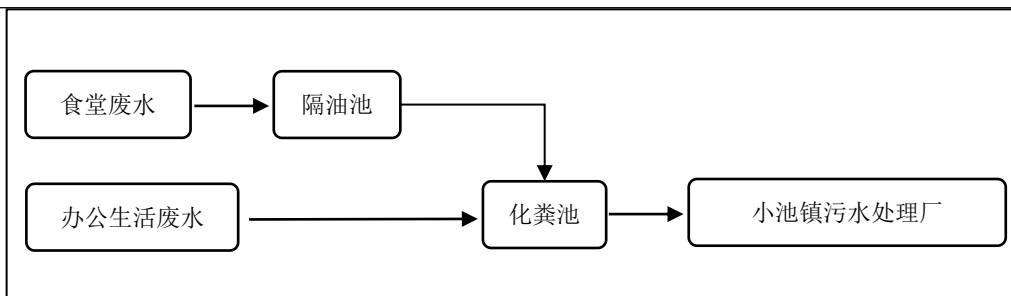 食堂废水
隔油池
办公生活废水
化粪池
小池镇污水处理厂